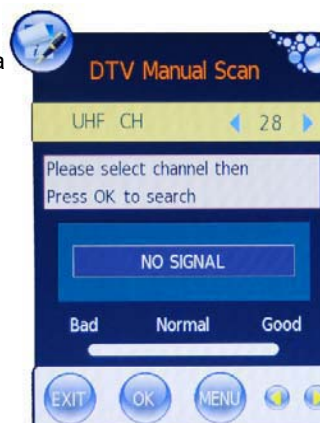 a
DTV Manual Scan
UHF CH 28
Please select channel then
Press OK to search
NO SIGNAL
Bad Normal Good
EXIT OK MENU